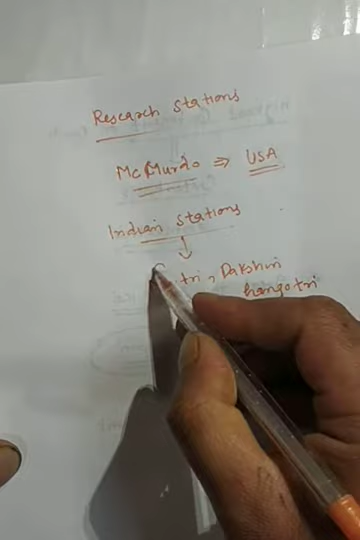 Research Stations
McMurdo ⇒ USA
Indian Stations
Dakshin
Gangotri